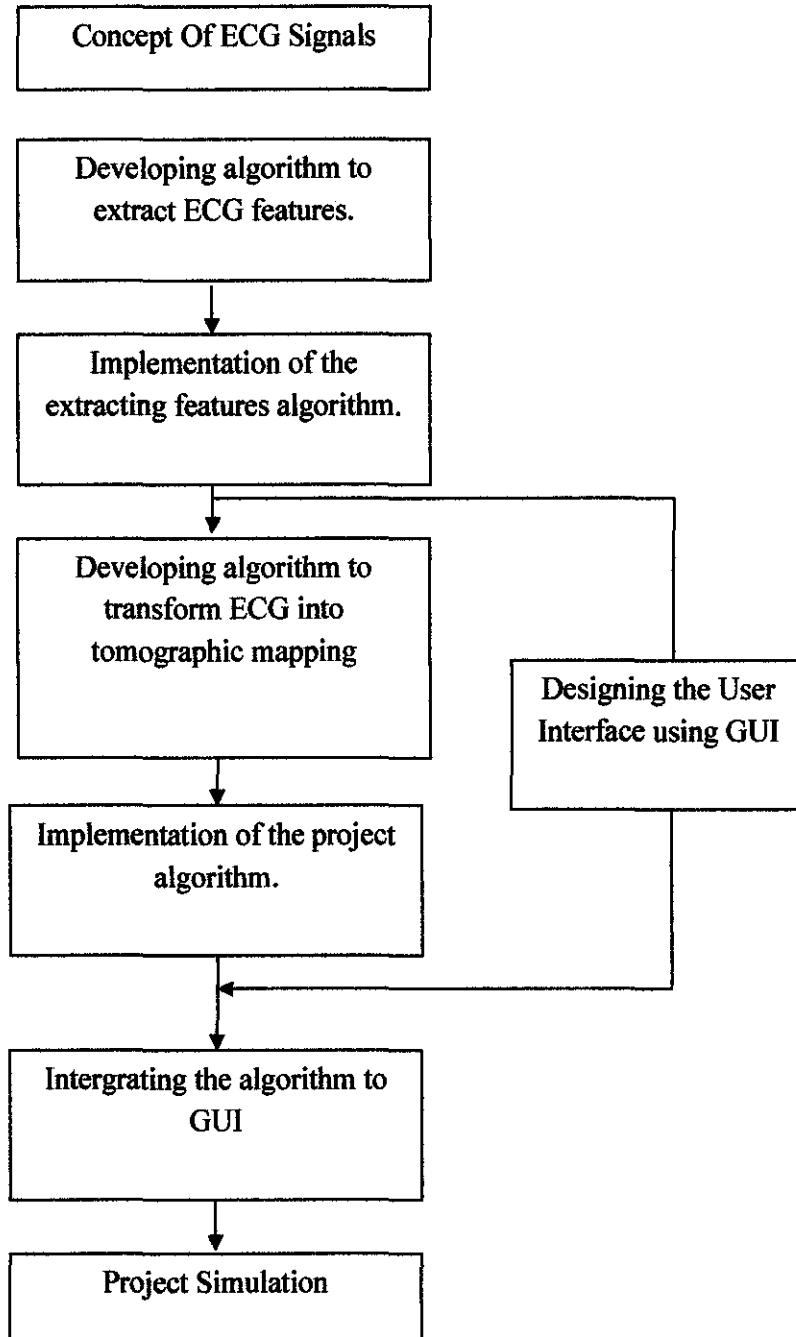 Concept Of ECG Signals
Developing algorithm to
extract ECG features.
Implementation of the
extracting features algorithm.
Developing algorithm to
transform ECG into
tomographic mapping
Designing the User
Interface using GUI
Implementation of the project
algorithm.
Intergrating the algorithm to
GUI
Project Simulation